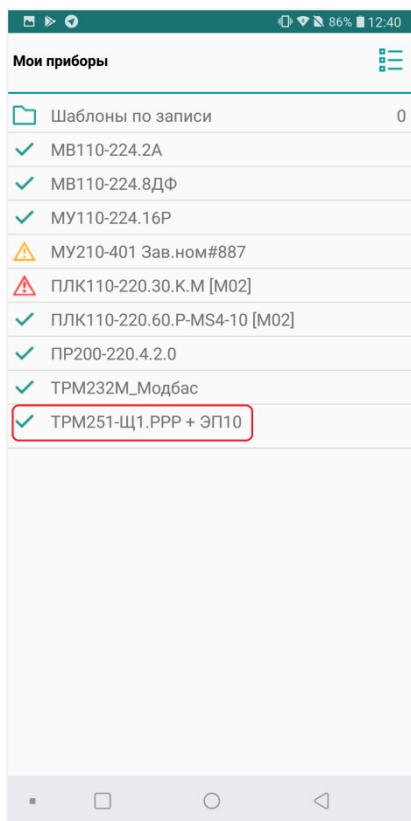 86% 12:40
Мои приборы
Шаблоны по записи 0
МВ110-224.2А
МВ110-224.8ДФ
МУ110-224.16Р
МУ210-401 Зав.ном#887
ПЛК110-220.30.K.M [M02]
ПЛК110-220.60.P-MS4-10 [M02]
ПР200-220.4.2.0
ТРМ232М_Модбас
ТРМ251-Щ1.РРР + ЭП10